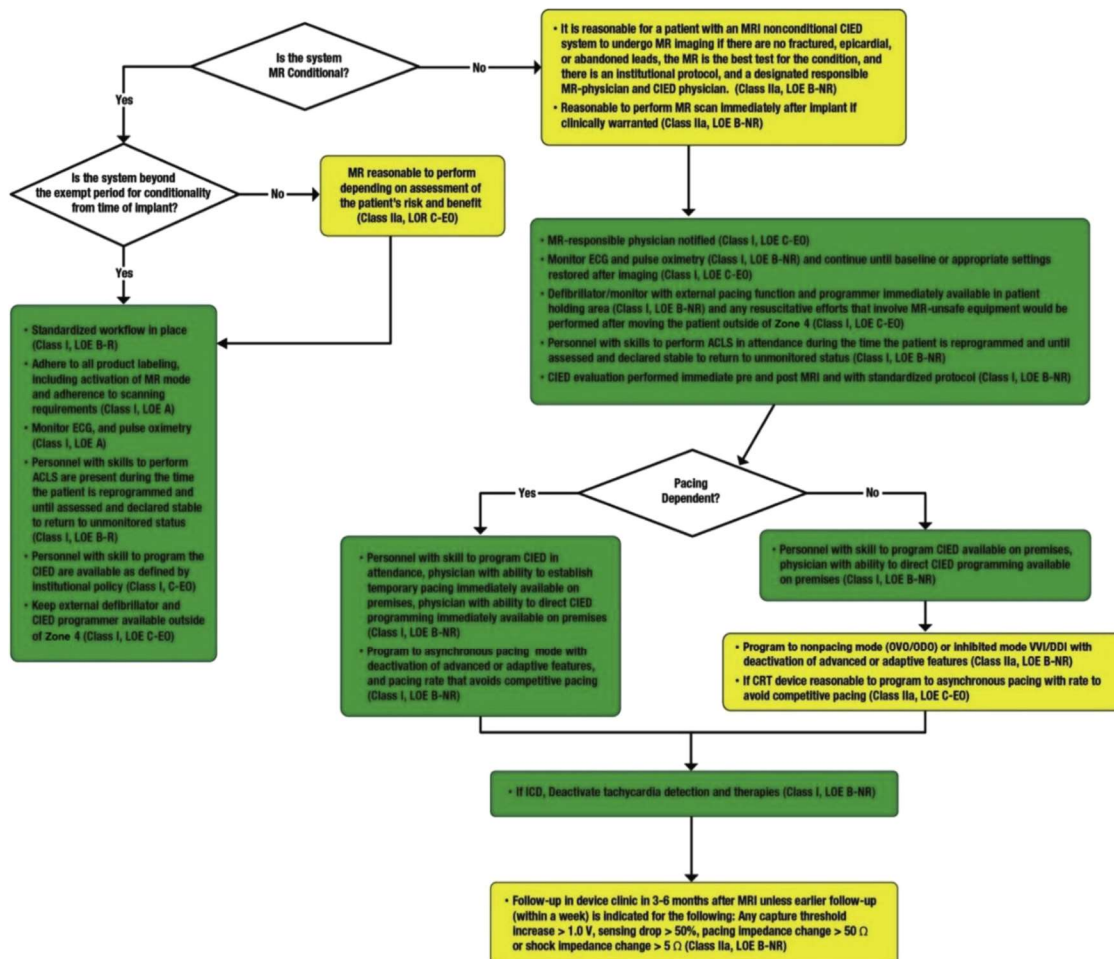 Is the system
MR Conditional?
No
Yes
• It is reasonable for a patient with an MRI nonconditional CIED
system to undergo MR imaging if there are no fractured, epicardial,
or abandoned leads, the MR is the best test for the condition, and
there is an institutional protocol, and a designated responsible
MR-physician and CIED physician. (Class IIa, LOE B-NR)
• Reasonable to perform MR scan immediately after implant if
clinically warranted (Class IIa, LOE B-NR)
Is the system beyond
the exempt period for conditionality
from time of implant?
No
Yes
MR reasonable to perform
depending on assessment of
the patient's risk and benefit
(Class IIa, LOR C-EO)
• Standardized workflow in place
(Class I, LOE B-R)
• Adhere to all product labeling,
including activation of MR mode
and adherence to scanning
requirements (Class I, LOE A)
• Monitor ECG, and pulse oximetry
(Class I, LOE A)
• Personnel with skills to perform
ACLS are present during the time
the patient is reprogrammed and
until assessed and declared stable
to return to unmonitored status
(Class I, LOE B-R)
• Personnel with skill to program the
CIED are available as defined by
institutional policy (Class I, C-EO)
• Keep external defibrillator and
CIED programmer available outside
of Zone 4 (Class I, LOE C-EO)
• MR-responsible physician notified (Class I, LOE C-EO)
• Monitor ECG and pulse oximetry (Class I, LOE B-NR) and continue until baseline or appropriate settings
restored after imaging (Class I, LOE C-EO)
• Defibrillator/monitor with external pacing function and programmer immediately available in patient
holding area (Class I, LOE B-NR) and any resuscitative efforts that involve MR-unsafe equipment would be
performed after moving the patient outside of Zone 4 (Class I, LOE C-EO)
• Personnel with skills to perform ACLS in attendance during the time the patient is reprogrammed and until
assessed and declared stable to return to unmonitored status (Class I, LOE B-NR)
• CIED evaluation performed immediate pre and post MRI and with standardized protocol (Class I, LOE B-NR)
Pacing
Dependent?
Yes
No
• Personnel with skill to program CIED in
attendance, physician with ability to establish
temporary pacing immediately available on
premises, physician with ability to direct CIED
programming immediately available on premises
(Class I, LOE B-NR)
• Program to asynchronous pacing mode with
deactivation of advanced or adaptive features,
and pacing rate that avoids competitive pacing
(Class I, LOE B-NR)
• Personnel with skill to program CIED available on premises,
physician with ability to direct CIED programming available
on premises (Class I, LOE B-NR)
• Program to nonpacing mode (OVO/ODO) or inhibited mode VVI/DDI with
deactivation of advanced or adaptive features (Class IIa, LOE B-NR)
• If CRT device reasonable to program to asynchronous pacing with rate to
avoid competitive pacing (Class IIa, LOE C-EO)
• If ICD, Deactivate tachycardia detection and therapies (Class I, LOE B-NR)
• Follow-up in device clinic in 3-6 months after MRI unless earlier follow-up
(within a week) is indicated for the following: Any capture threshold
increase > 1.0 V, sensing drop > 50%, pacing impedance change > 50 Ω
or shock impedance change > 5 Ω (Class IIa, LOE B-NR)